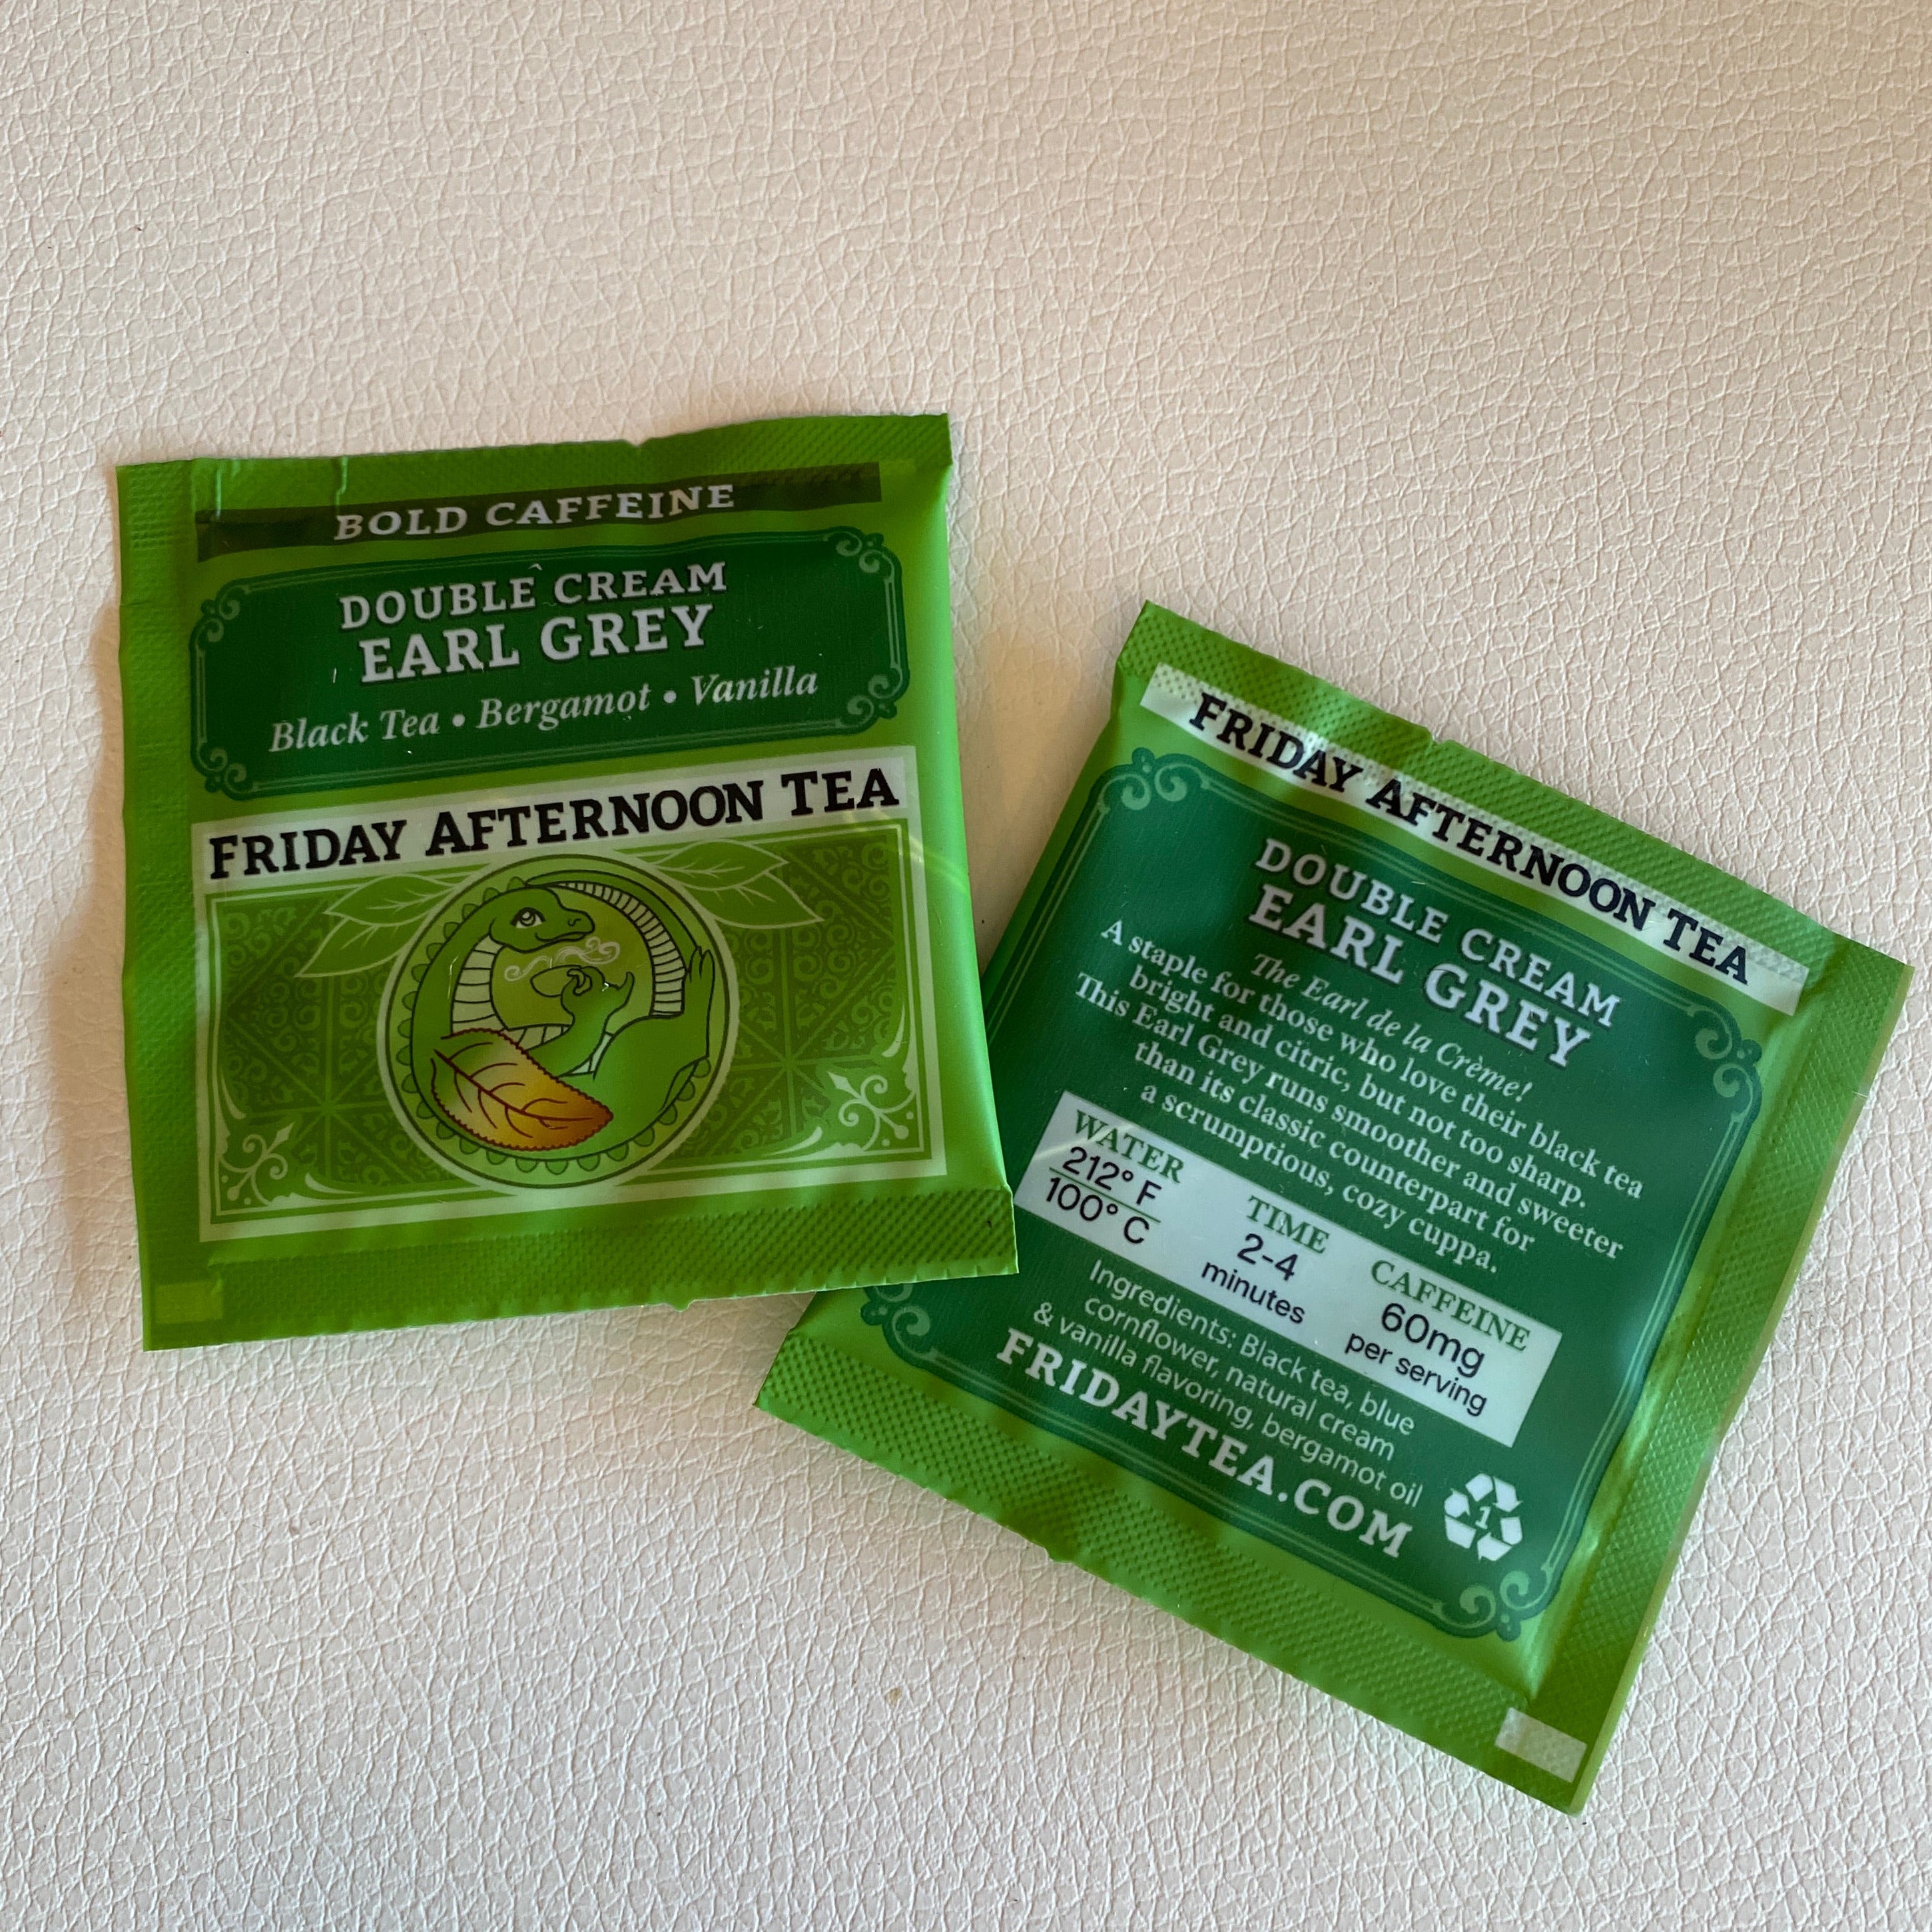 BOLD CAFFEINE
DOUBLE CREAM
EARL GREY
Black Tea • Bergamot • Vanilla
FRIDAY AFTERNOON TEA
FRIDAY AFTERNOON TEA
DOUBLE CREAM
EARL GREY
The Earl de la Crème!
A staple for those who love their black tea
bright and citric, but not too sharp.
This Earl Grey runs smoother and sweeter
than its classic counterpart for
a scrumptious, cozy cuppa.
WATER
212° F
100° C
TIME
2-4
minutes
CAFFEINE
60mg
per serving
Ingredients: Black tea, blue
cornflower, natural cream
& vanilla flavoring, bergamot oil
FRIDAYTEA.COM
1